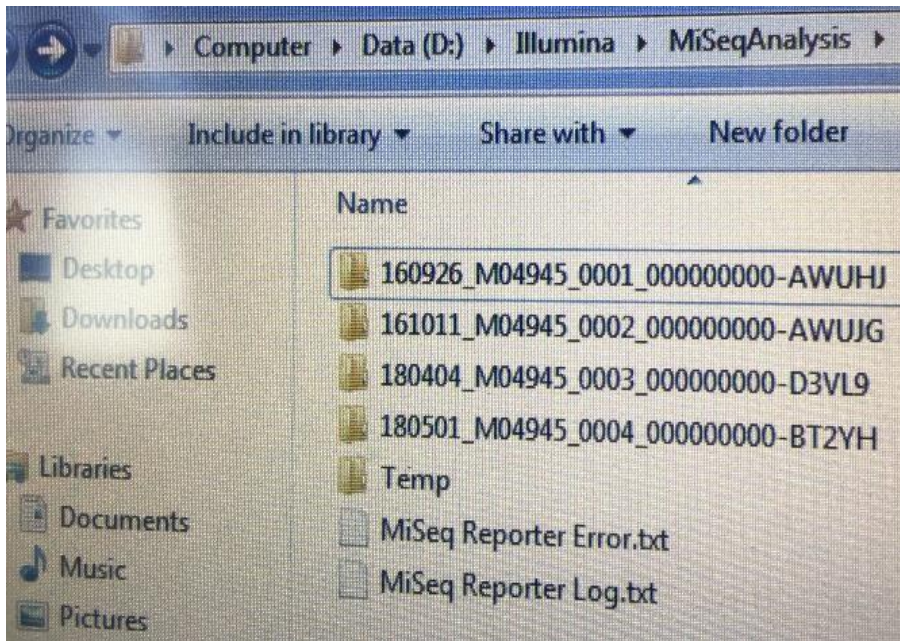 Computer Data (D:) Illumina MiSeqAnalysis
Organize Include in library Share with New folder
Name
Favorites
Desktop
Downloads
Recent Places
Libraries
Documents
Music
Pictures
160926_M04945_0001_000000000-AWUHJ
161011_M04945_0002_000000000-AWUJG
180404_M04945_0003_000000000-D3VL9
180501_M04945_0004_000000000-BT2YH
Temp
MiSeq Reporter Error.txt
MiSeq Reporter Log.txt